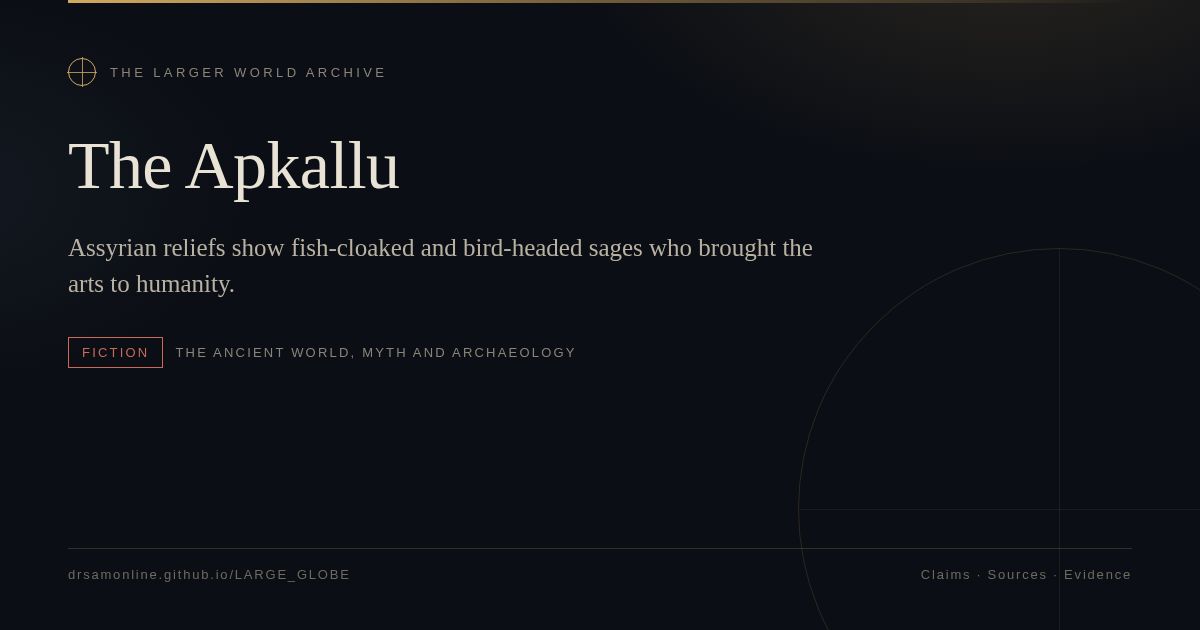 THE LARGER WORLD ARCHIVE
The Apkallu
Assyrian reliefs show fish-cloaked and bird-headed sages who brought the
arts to humanity.
FICTION THE ANCIENT WORLD, MYTH AND ARCHAEOLOGY
drsamonline.github.io/LARGE_GLOBE Claims · Sources · Evidence